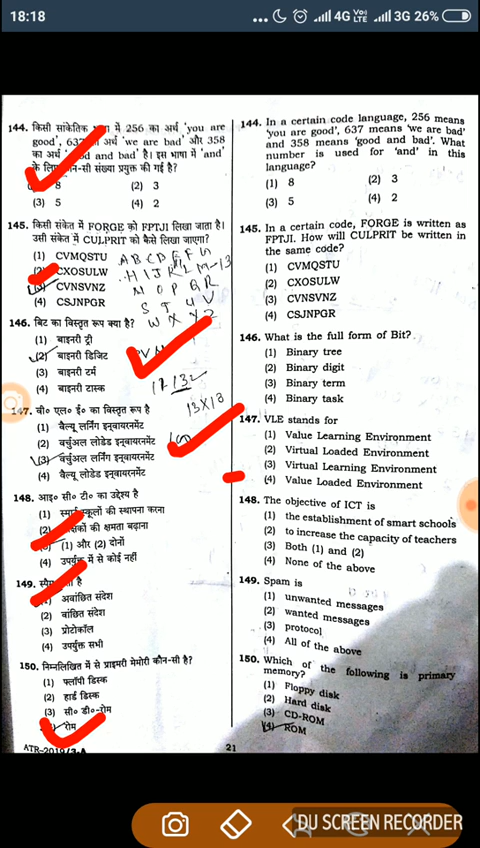 18:18
4G VoLTE 3G 26%
144. किसी सांकेतिक में 256 का अर्थ 'you are
good', 637 अर्थ 'we are bad' और 358
का अर्थ and bad' है। इस भाषा में 'and'
के लिए कौन-सी संख्या प्रयुक्त की गई है?
8 (2) 3
(3) 5 (4) 2
145. किसी संकेत में FORGE को FPTJI लिखा जाता है।
उसी संकेत में CULPRIT को कैसे लिखा जाएगा?
(1) CVMQSTU
CXOSULW
(3) CVNSVNZ
(4) CSJNPGR
A B C D E F G
H I J K L M-13
N O P Q R
S T U V
W X Y Z
146. बिट का विस्तृत रूप क्या है?
(1) बाइनरी ट्री
(2) बाइनरी डिजिट
(3) बाइनरी टर्म
(4) बाइनरी टास्क
13X13
147. वी० एल० ई० का विस्तृत रूप है
(1) वैल्यू लर्निंग इन्वायरनमेंट
(2) वर्चुअल लोडेड इन्वायरनमेंट
(3) वर्चुअल लर्निंग इन्वायरनमेंट
(4) वैल्यू लोडेड इन्वायरनमेंट
148. आइ० सी० टी० का उद्देश्य है
(1) स्मार्ट स्कूलों की स्थापना करना
(2) की क्षमता बढ़ाना
(1) और (2) दोनों
(4) उपर्युक्त में से कोई नहीं
149. है
अवांछित संदेश
(2) वांछित संदेश
(3) प्रोटोकॉल
(4) उपर्युक्त सभी
150. निम्नलिखित में से प्राइमरी मेमोरी कौन-सी है?
(1) फ्लॉपी डिस्क
(2) हार्ड डिस्क
(3) सी० डी०-रोम
रोम
ATR-2019/3-A
144. In a certain code language, 256 means
'you are good', 637 means 'we are bad'
and 358 means 'good and bad'. What
number is used for 'and' in this
language?
(1) 8 (2) 3
(3) 5 (4) 2
145. In a certain code, FORGE is written as
FPTJI. How will CULPRIT be written in
the same code?
(1) CVMQSTU
(2) CXOSULW
(3) CVNSVNZ
(4) CSJNPGR
146. What is the full form of Bit?
(1) Binary tree
(2) Binary digit
(3) Binary term
(4) Binary task
147. VLE stands for
(1) Value Learning Environment
(2) Virtual Loaded Environment
(3) Virtual Learning Environment
(4) Value Loaded Environment
148. The objective of ICT is
(1) the establishment of smart schools
(2) to increase the capacity of teachers
(3) Both (1) and (2)
(4) None of the above
149. Spam is
(1) unwanted messages
(2) wanted messages
(3) protocol
(4) All of the above
150. Which of the following is primary
memory?
(1) Floppy disk
(2) Hard disk
(3) CD-ROM
(4) ROM
21
DU SCREEN RECORDER